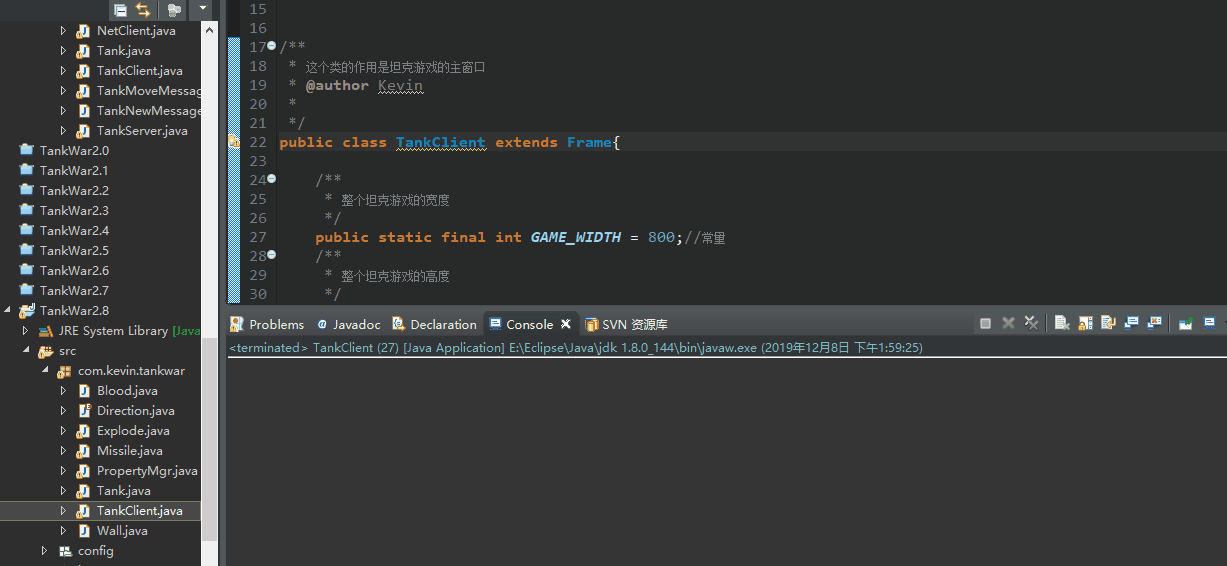 NetClient.java
Tank.java
TankClient.java
TankMoveMessag
TankNewMessage
TankServer.java
TankWar2.0
TankWar2.1
TankWar2.2
TankWar2.3
TankWar2.4
TankWar2.5
TankWar2.6
TankWar2.7
TankWar2.8
JRE System Library [Java
src
com.kevin.tankwar
Blood.java
Direction.java
Explode.java
Missile.java
PropertyMgr.java
Tank.java
TankClient.java
Wall.java
config
15
16
17 /**
18 * 这个类的作用是坦克游戏的主窗口
19 * @author Kevin
20 *
21 */
22 public class TankClient extends Frame{
23
24 /**
25 * 整个坦克游戏的宽度
26 */
27 public static final int GAME_WIDTH = 800;//常量
28 /**
29 * 整个坦克游戏的高度
30 */
Problems @ Javadoc Declaration Console SVN 资源库
<terminated> TankClient (27) [Java Application] E:\Eclipse\Java\jdk 1.8.0_144\bin\javaw.exe (2019年12月8日 下午1:59:25)